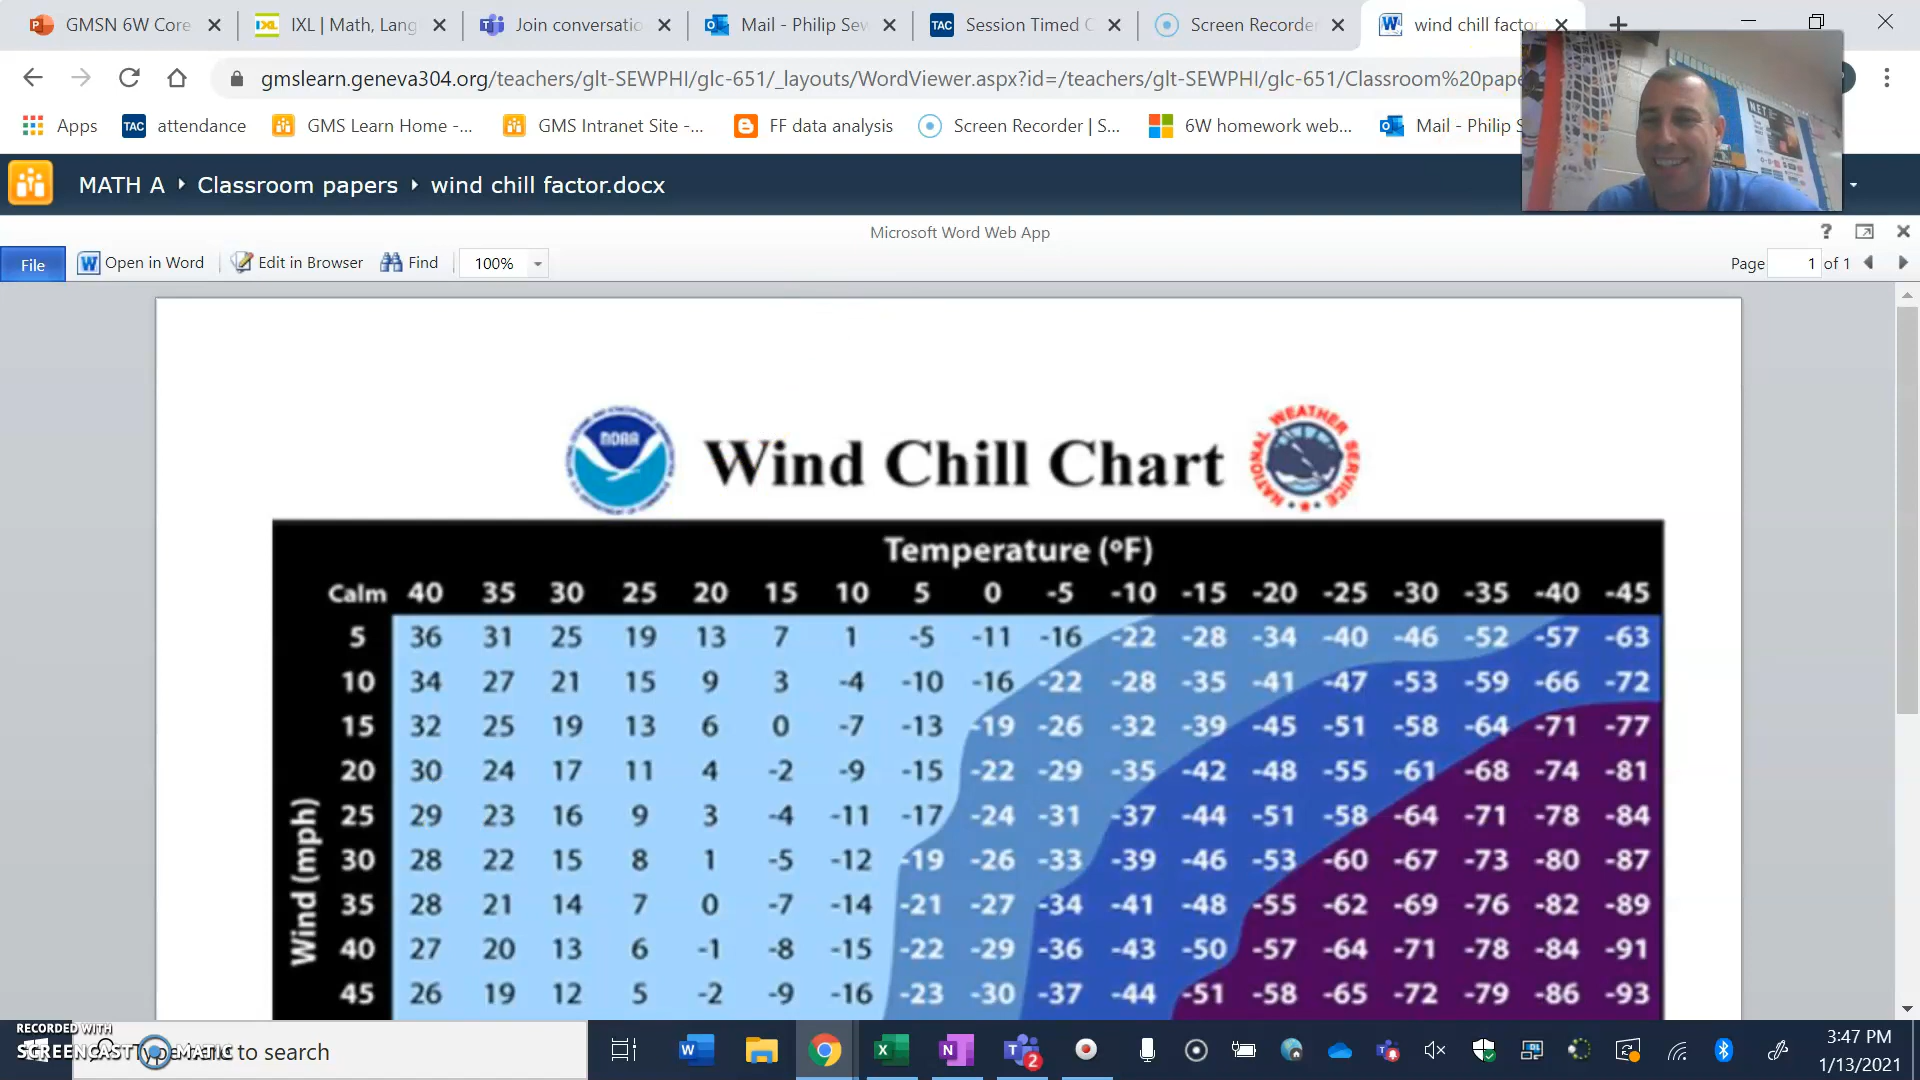 GMSN 6W Core
IXL | Math, Lang
Join conversatio
Mail - Philip Sew
TAC
Session Timed O
Screen Recorder
wind chill factor
gmslearn.geneva304.org/teachers/glt-SEWPHI/glc-651/_layouts/WordViewer.aspx?id=/teachers/glt-SEWPHI/glc-651/Classroom%20pape
Apps
TAC attendance
GMS Learn Home -...
GMS Intranet Site -...
FF data analysis
Screen Recorder | S...
6W homework web...
Mail - Philip S
NET
MATH A Classroom papers wind chill factor.docx
Microsoft Word Web App
File Open in Word Edit in Browser Find 100%
Page 1 of 1
NOAA
Wind Chill Chart
NATIONAL WEATHER SERVICE
Temperature (°F)
Calm 40 35 30 25 20 15 10 5 0 -5 -10 -15 -20 -25 -30 -35 -40 -45
Wind (mph)
5 36 31 25 19 13 7 1 -5 -11 -16 -22 -28 -34 -40 -46 -52 -57 -63
10 34 27 21 15 9 3 -4 -10 -16 -22 -28 -35 -41 -47 -53 -59 -66 -72
15 32 25 19 13 6 0 -7 -13 -19 -26 -32 -39 -45 -51 -58 -64 -71 -77
20 30 24 17 11 4 -2 -9 -15 -22 -29 -35 -42 -48 -55 -61 -68 -74 -81
25 29 23 16 9 3 -4 -11 -17 -24 -31 -37 -44 -51 -58 -64 -71 -78 -84
30 28 22 15 8 1 -5 -12 -19 -26 -33 -39 -46 -53 -60 -67 -73 -80 -87
35 28 21 14 7 0 -7 -14 -21 -27 -34 -41 -48 -55 -62 -69 -76 -82 -89
40 27 20 13 6 -1 -8 -15 -22 -29 -36 -43 -50 -57 -64 -71 -78 -84 -91
45 26 19 12 5 -2 -9 -16 -23 -30 -37 -44 -51 -58 -65 -72 -79 -86 -93
RECORDED WITH
SCREENCAST MATIC
Type here to search
2
3:47 PM
1/13/2021